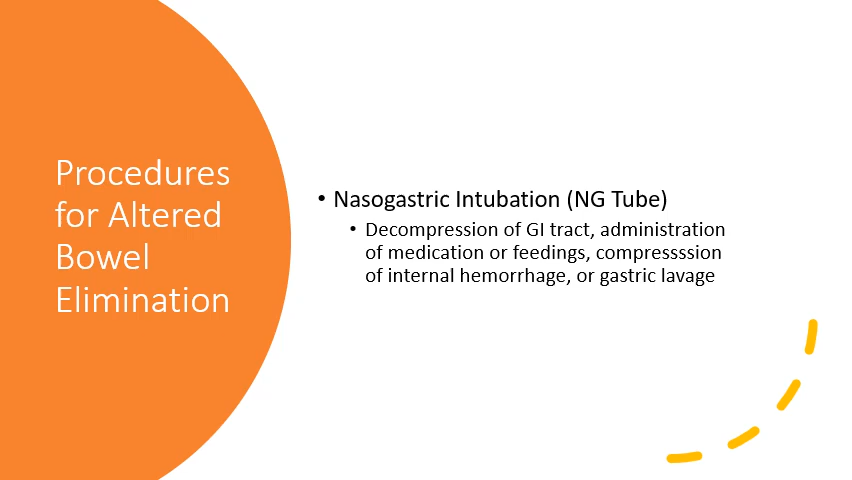 Procedures
for Altered
Bowel
Elimination
• Nasogastric Intubation (NG Tube)
• Decompression of GI tract, administration
of medication or feedings, compressssion
of internal hemorrhage, or gastric lavage